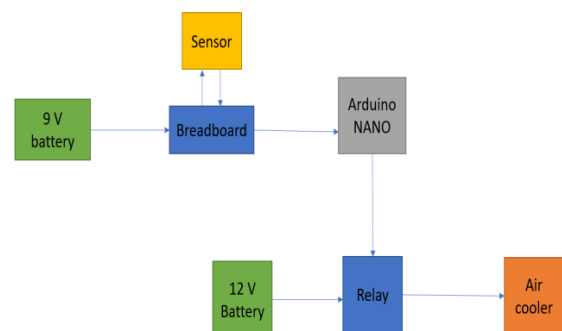 Sensor
9 V
battery
Breadboard
Arduino
NANO
12 V
Battery
Relay
Air
cooler